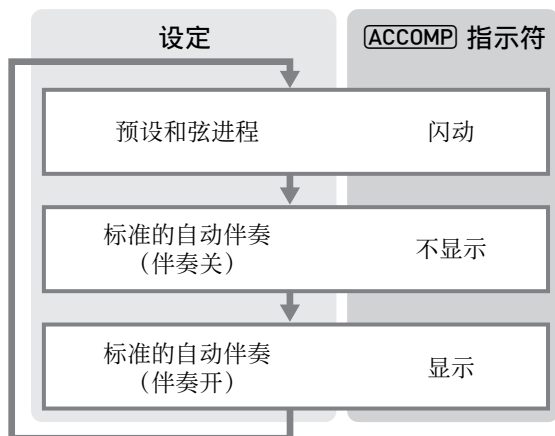 设定
ACCOMP 指示符
预设和弦进程
闪动
标准的自动伴奏
（伴奏关）
不显示
标准的自动伴奏
（伴奏开）
显示